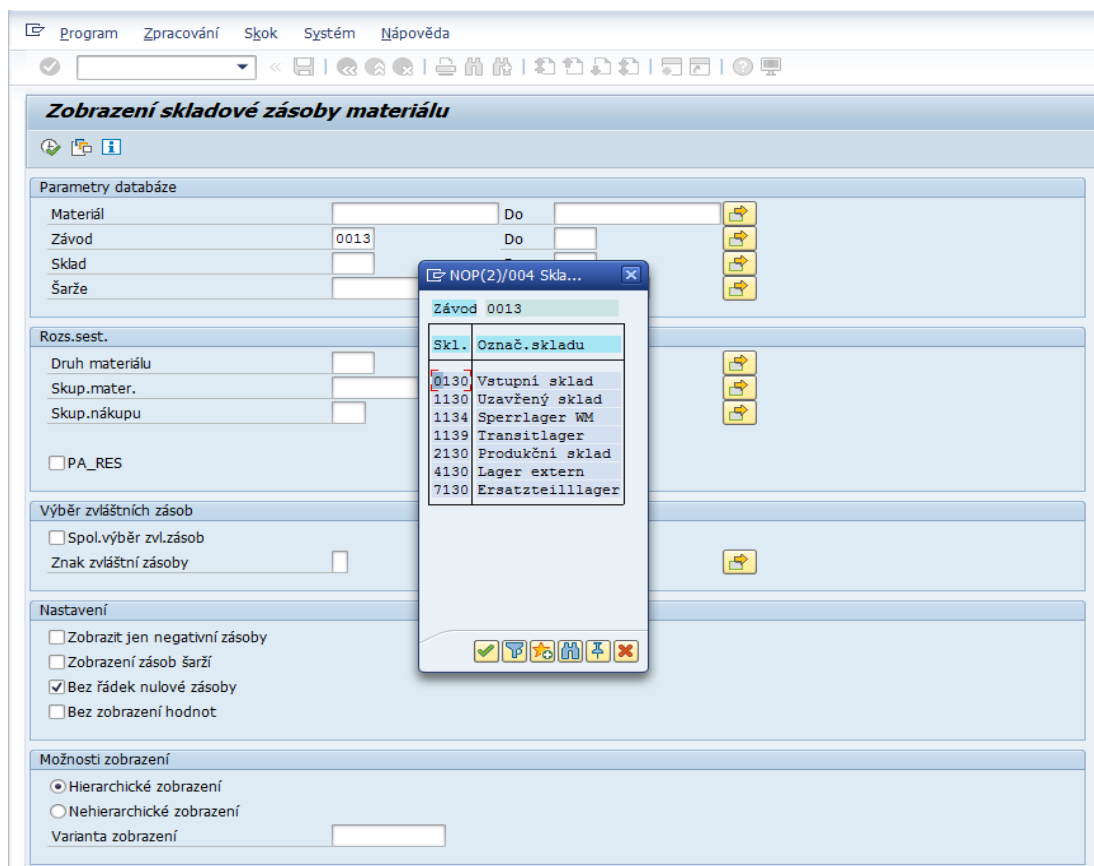 Program Zpracování Skok Systém Nápověda
Zobrazení skladové zásoby materiálu
Parametry databáze
Materiál Do
Závod 0013 Do
Sklad
Šarže
Rozs.sest.
Druh materiálu
Skup.mater.
Skup.nákupu
PA_RES
Výběr zvláštních zásob
Spol.výběr zvl.zásob
Znak zvláštní zásoby
Nastavení
Zobrazit jen negativní zásoby
Zobrazení zásob šarží
Bez řádek nulové zásoby
Bez zobrazení hodnot
Možnosti zobrazení
Hierarchické zobrazení
Nehierarchické zobrazení
Varianta zobrazení
NOP(2)/004 Skla...
Závod 0013
Skl. Označ.skladu
0130 Vstupní sklad
1130 Uzavřený sklad
1134 Sperrlager WM
1139 Transitlager
2130 Produkční sklad
4130 Lager extern
7130 Ersatzteilllager